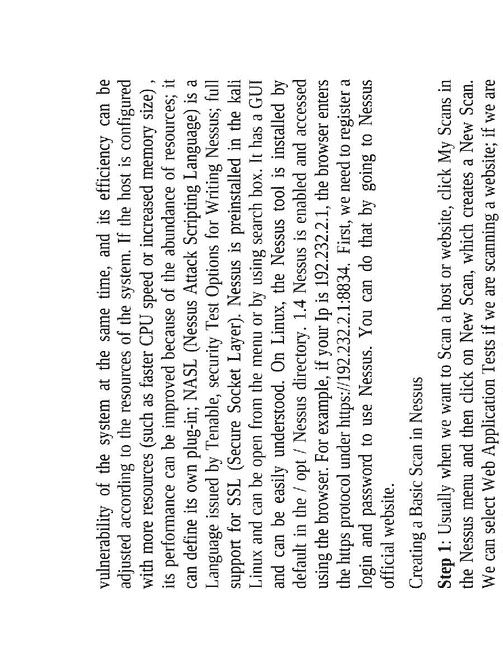 vulnerability of the system at the same time, and its efficiency can be
adjusted according to the resources of the system. If the host is configured
with more resources (such as faster CPU speed or increased memory size) ,
its performance can be improved because of the abundance of resources; it
can define its own plug-in; NASL (Nessus Attack Scripting Language) is a
Language issued by Tenable, security Test Options for Writing Nessus; full
support for SSL (Secure Socket Layer). Nessus is preinstalled in the kali
Linux and can be open from the menu or by using search box. It has a GUI
and can be easily understood. On Linux, the Nessus tool is installed by
default in the / opt / Nessus directory. 1.4 Nessus is enabled and accessed
using the browser. For example, if your Ip is 192.232.2.1, the browser enters
the https protocol under https://192.232.2.1:8834. First, we need to register a
login and password to use Nessus. You can do that by going to Nessus
official website.
Creating a Basic Scan in Nessus
Step 1: Usually when we want to Scan a host or website, click My Scans in
the Nessus menu and then click on New Scan, which creates a New Scan.
We can select Web Application Tests if we are scanning a website; if we are